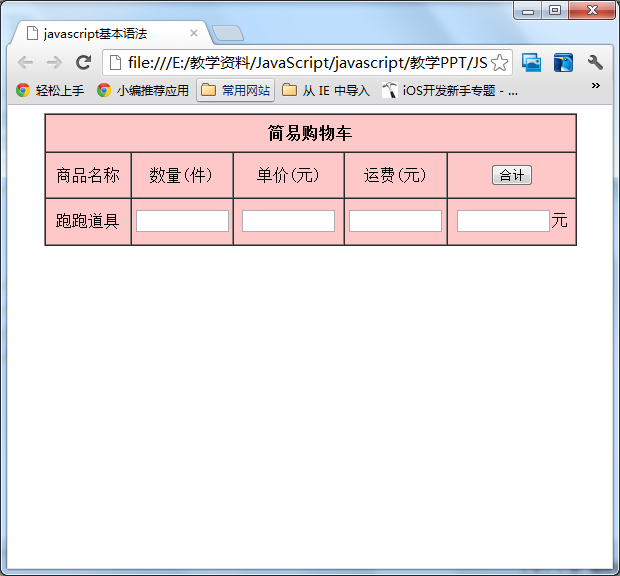 javascript基本语法
file:///E:/教学资料/JavaScript/javascript/教学PPT/JS
轻松上手 小编推荐应用 常用网站 从 IE 中导入 iOS开发新手专题 - ... »
简易购物车
商品名称 数量(件) 单价(元) 运费(元) 合计
跑跑道具 元